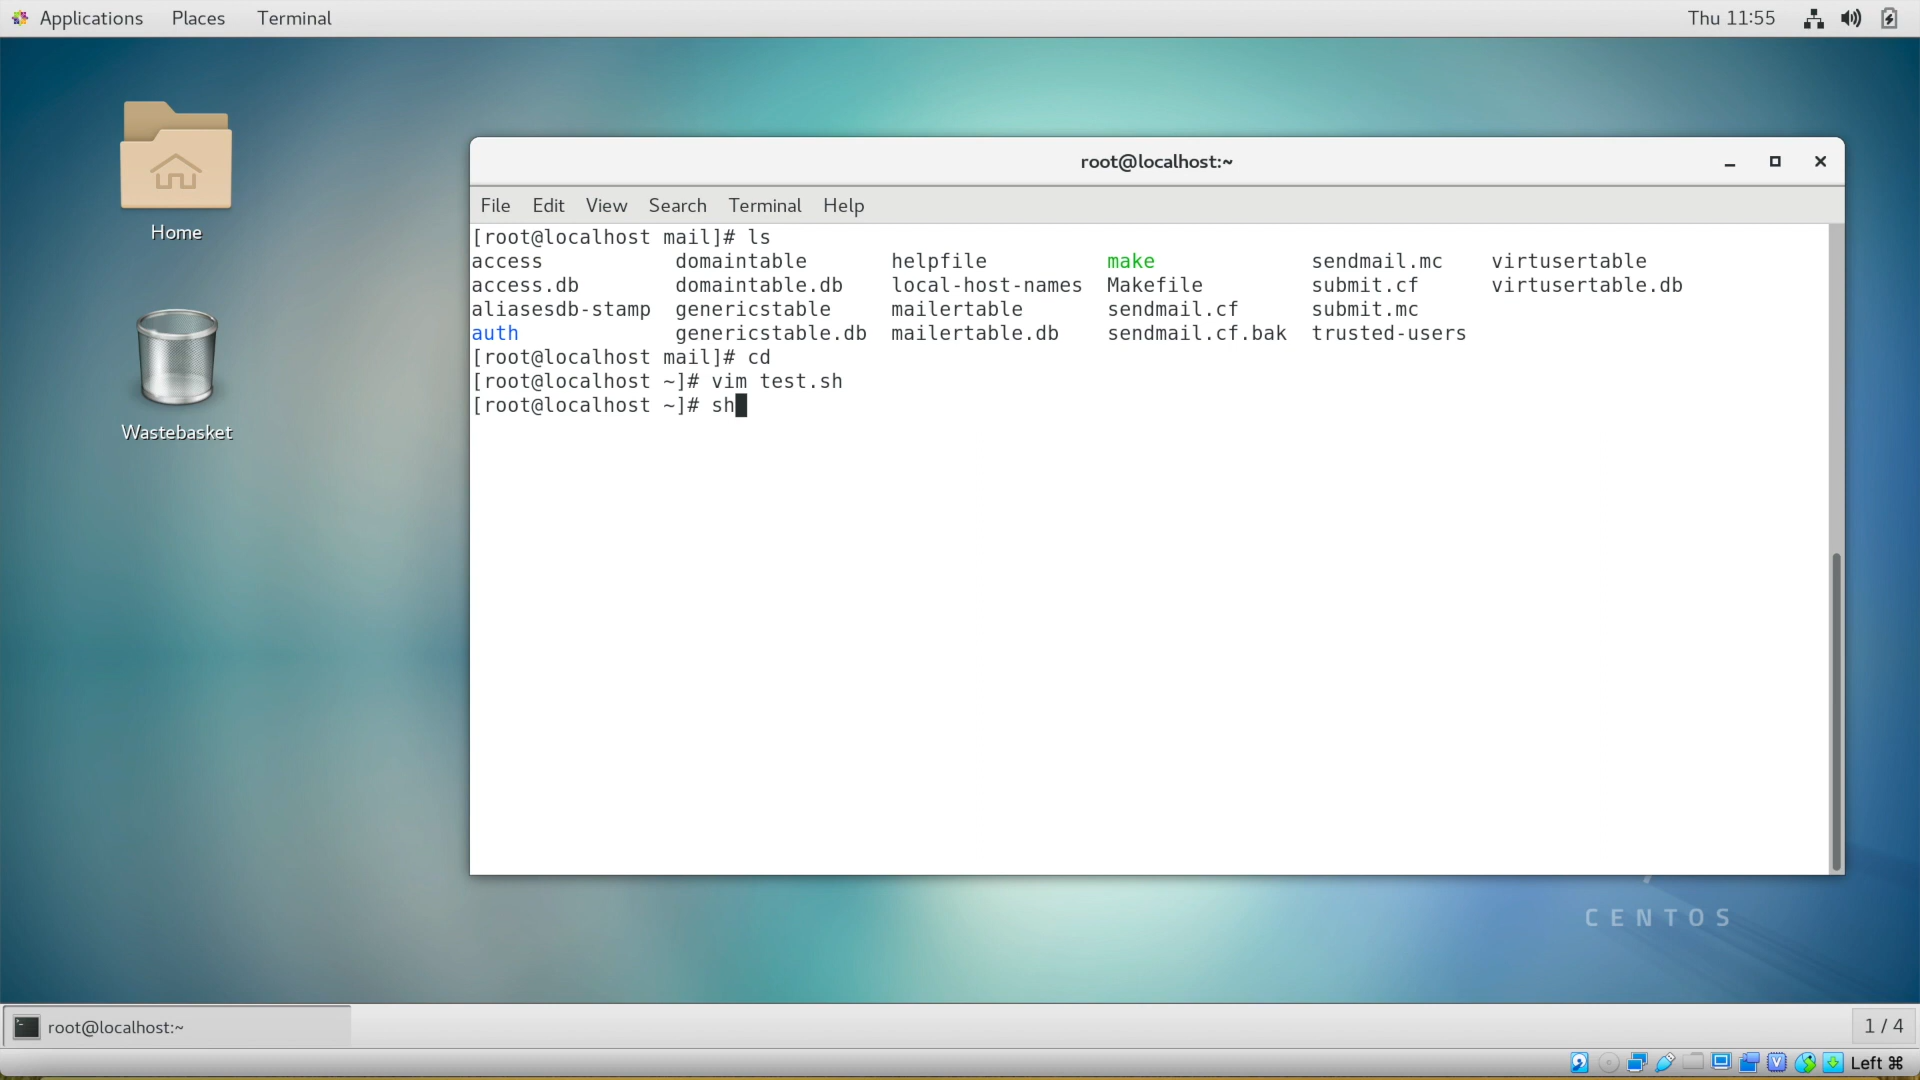 Applications Places Terminal Thu 11:55
Home
Wastebasket
root@localhost:~
File Edit View Search Terminal Help
[root@localhost mail]# ls
access domaintable helpfile make sendmail.mc virtusertable
access.db domaintable.db local-host-names Makefile submit.cf virtusertable.db
aliasesdb-stamp genericstable mailertable sendmail.cf submit.mc
auth genericstable.db mailertable.db sendmail.cf.bak trusted-users
[root@localhost mail]# cd
[root@localhost ~]# vim test.sh
[root@localhost ~]# sh
CENTOS
root@localhost:~ 1 / 4
Left ⌘